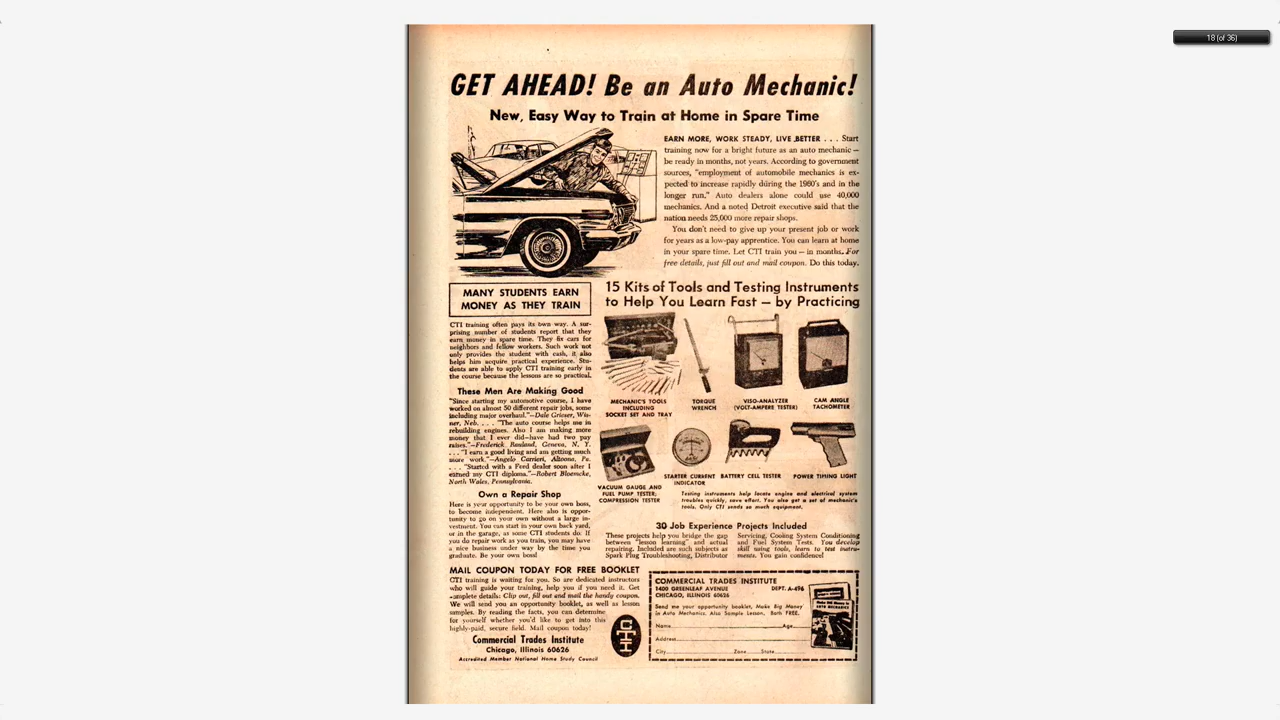 18 (of 36)
GET AHEAD! Be an Auto Mechanic!
New, Easy Way to Train at Home in Spare Time
EARN MORE, WORK STEADY, LIVE BETTER . . . Start
training now for a bright future as an auto mechanic —
be ready in months, not years. According to government
sources, "employment of automobile mechanics is ex-
pected to increase rapidly during the 1960's and in the
longer run." Auto dealers alone could use 40,000
mechanics. And a noted Detroit executive said that the
nation needs 25,000 more repair shops.
You don't need to give up your present job or work
for years as a low-pay apprentice. You can learn at home
in your spare time. Let CTI train you — in months. For
free details, just fill out and mail coupon. Do this today.
MANY STUDENTS EARN
MONEY AS THEY TRAIN
CTI training often pays its own way. A sur-
prising number of students report that they
earn money in spare time. They fix cars for
neighbors and fellow workers. Such work not
only provides the student with cash, it also
helps him acquire practical experience. Stu-
dents are able to apply CTI training early in
the course because the lessons are so practical.
These Men Are Making Good
"Since starting my automotive course, I have
worked on almost 50 different repair jobs, some
including major overhaul."—Dale Grieser, Wis-
ner, Neb. . . . "The auto course helps me in
rebuilding engines. Also I am making more
money that I ever did—have had two pay
raises."—Frederick Rauland, Geneva, N. Y.
. . . "I earn a good living and am getting much
more work."—Angelo Carrieri, Altoona, Pa.
. . . "Started with a Ford dealer soon after I
earned my CTI diploma."—Robert Bloemcke,
North Wales, Pennsylvania.
Own a Repair Shop
Here is your opportunity to be your own boss,
to become independent. Here also is oppor-
tunity to go on your own without a large in-
vestment. You can start in your own back yard,
or in the garage, as some CTI students do. If
you do repair work as you train, you may have
a nice business under way by the time you
graduate. Be your own boss!
15 Kits of Tools and Testing Instruments
to Help You Learn Fast — by Practicing
MECHANIC'S TOOLS
INCLUDING
SOCKET SET AND TRAY
TORQUE
WRENCH
VISO-ANALYZER
(VOLT-AMPERE TESTER)
CAM ANGLE
TACHOMETER
VACUUM GAUGE AND
FUEL PUMP TESTER;
COMPRESSION TESTER
STARTER CURRENT
INDICATOR
BATTERY CELL TESTER
POWER TIMING LIGHT
Testing instruments help locate engine and electrical system
troubles quickly, save effort. You also get a set of mechanic's
tools. Only CTI sends so much equipment.
30 Job Experience Projects Included
These projects help you bridge the gap
between "lesson learning" and actual
repairing. Included are such subjects as
Spark Plug Troubleshooting, Distributor
Servicing, Cooling System Conditioning
and Fuel System Tests. You develop
skill using tools, learn to test instru-
ments. You gain confidence!
MAIL COUPON TODAY FOR FREE BOOKLET
CTI training is waiting for you. So are dedicated instructors
who will guide your training, help you if you need it. Get
complete details: Clip out, fill out and mail the handy coupon.
We will send you an opportunity booklet, as well as lesson
samples. By reading the facts, you can determine
for yourself whether you'd like to get into this
highly-paid, secure field. Mail coupon today!
Commercial Trades Institute
Chicago, Illinois 60626
Accredited Member National Home Study Council
CTI
COMMERCIAL TRADES INSTITUTE
1400 GREENLEAF AVENUE DEPT. A-496
CHICAGO, ILLINOIS 60626
Send me your opportunity booklet, Make Big Money
in Auto Mechanics. Also Sample Lesson. Both FREE.
Name Age
Address
City Zone State